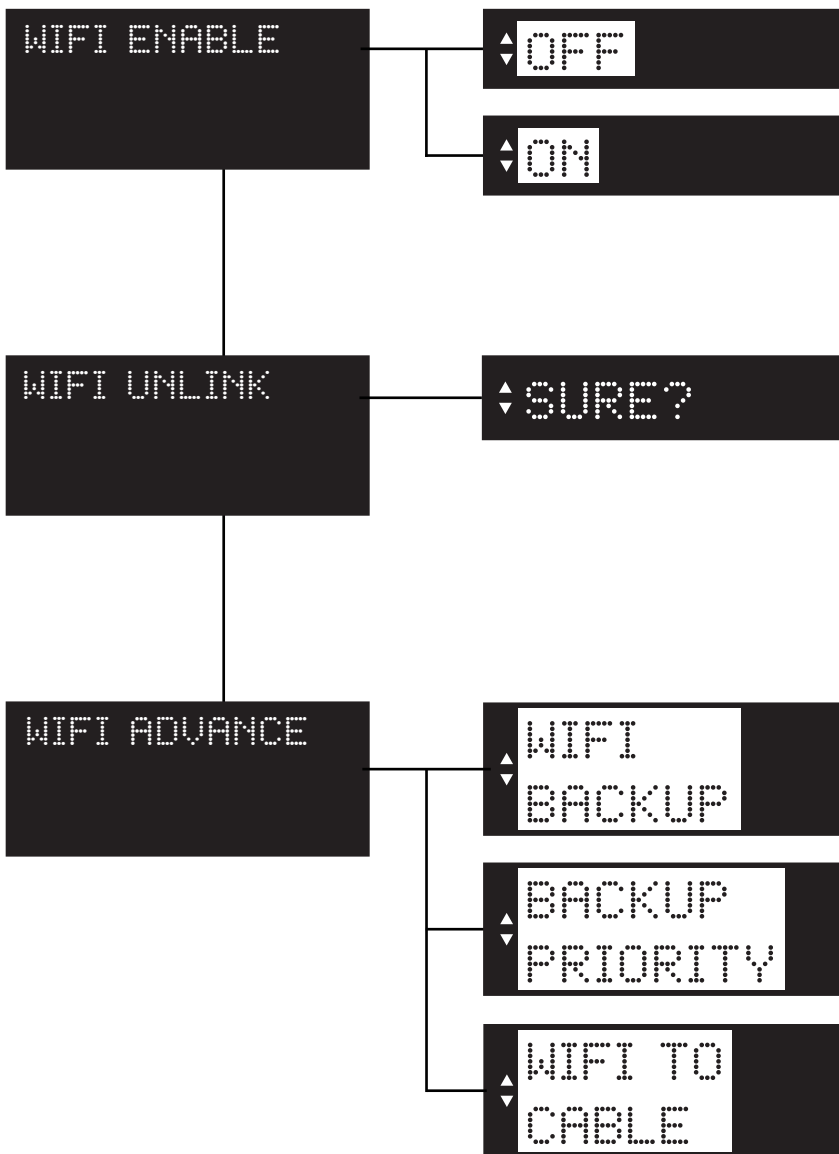 WIFI ENABLE
OFF
ON
WIFI UNLINK
SURE?
WIFI ADVANCE
WIFI
BACKUP
BACKUP
PRIORITY
WIFI TO
CABLE